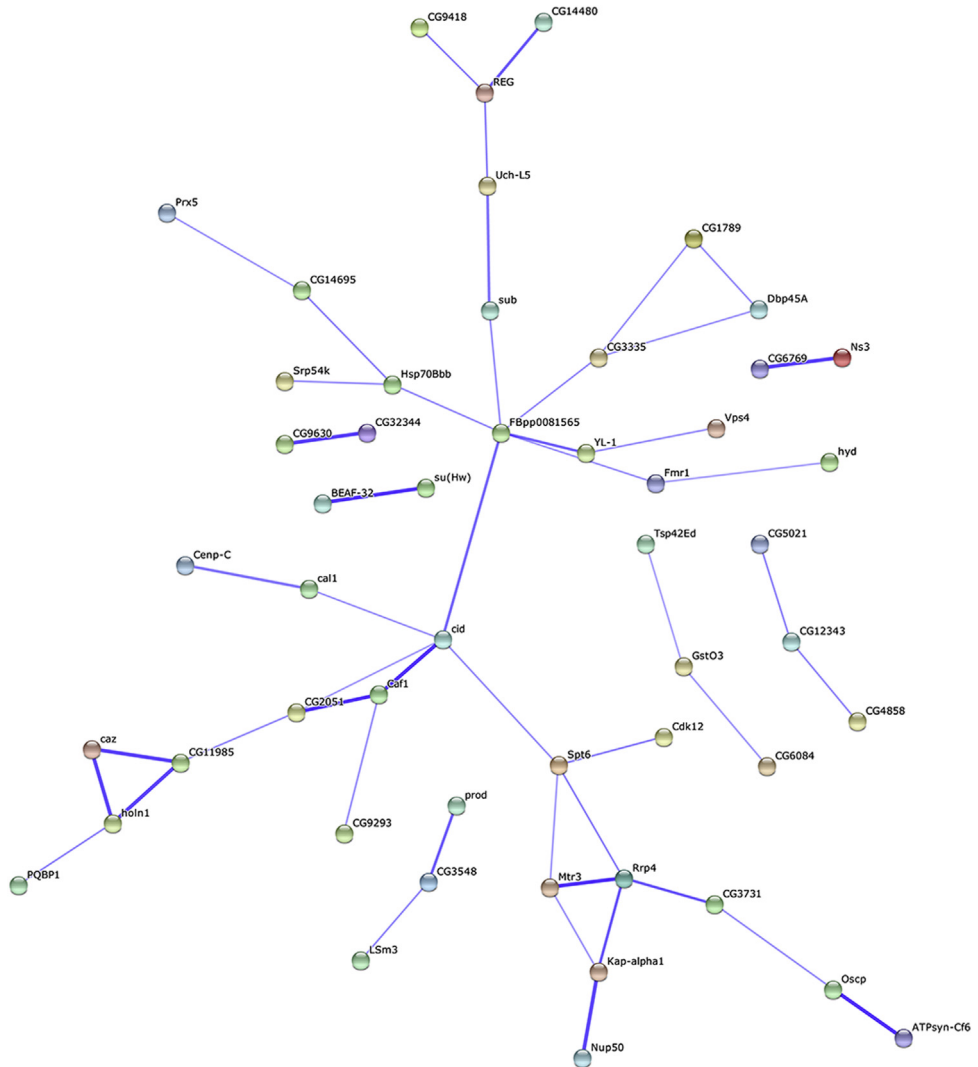 CG9418
CG14480
REG
Uch-L5
Prx5
CG1789
CG14695
sub
Dbp45A
CG3335
Ns3
CG6769
Srp54k
Hsp70Bbb
Vps4
FBpp0081565
CG32344
CG9630
YL-1
hyd
Fmr1
su(Hw)
BEAF-32
Tsp42Ed
CG5021
Cenp-C
cal1
cid
CG12343
GstO3
Caf1
CG2051
CG4858
Cdk12
caz
CG11985
Spt6
CG6084
prod
holn1
CG9293
PQBP1
CG3548
Mtr3
Rrp4
CG3731
LSm3
Kap-alpha1
Oscp
ATPsyn-Cf6
Nup50